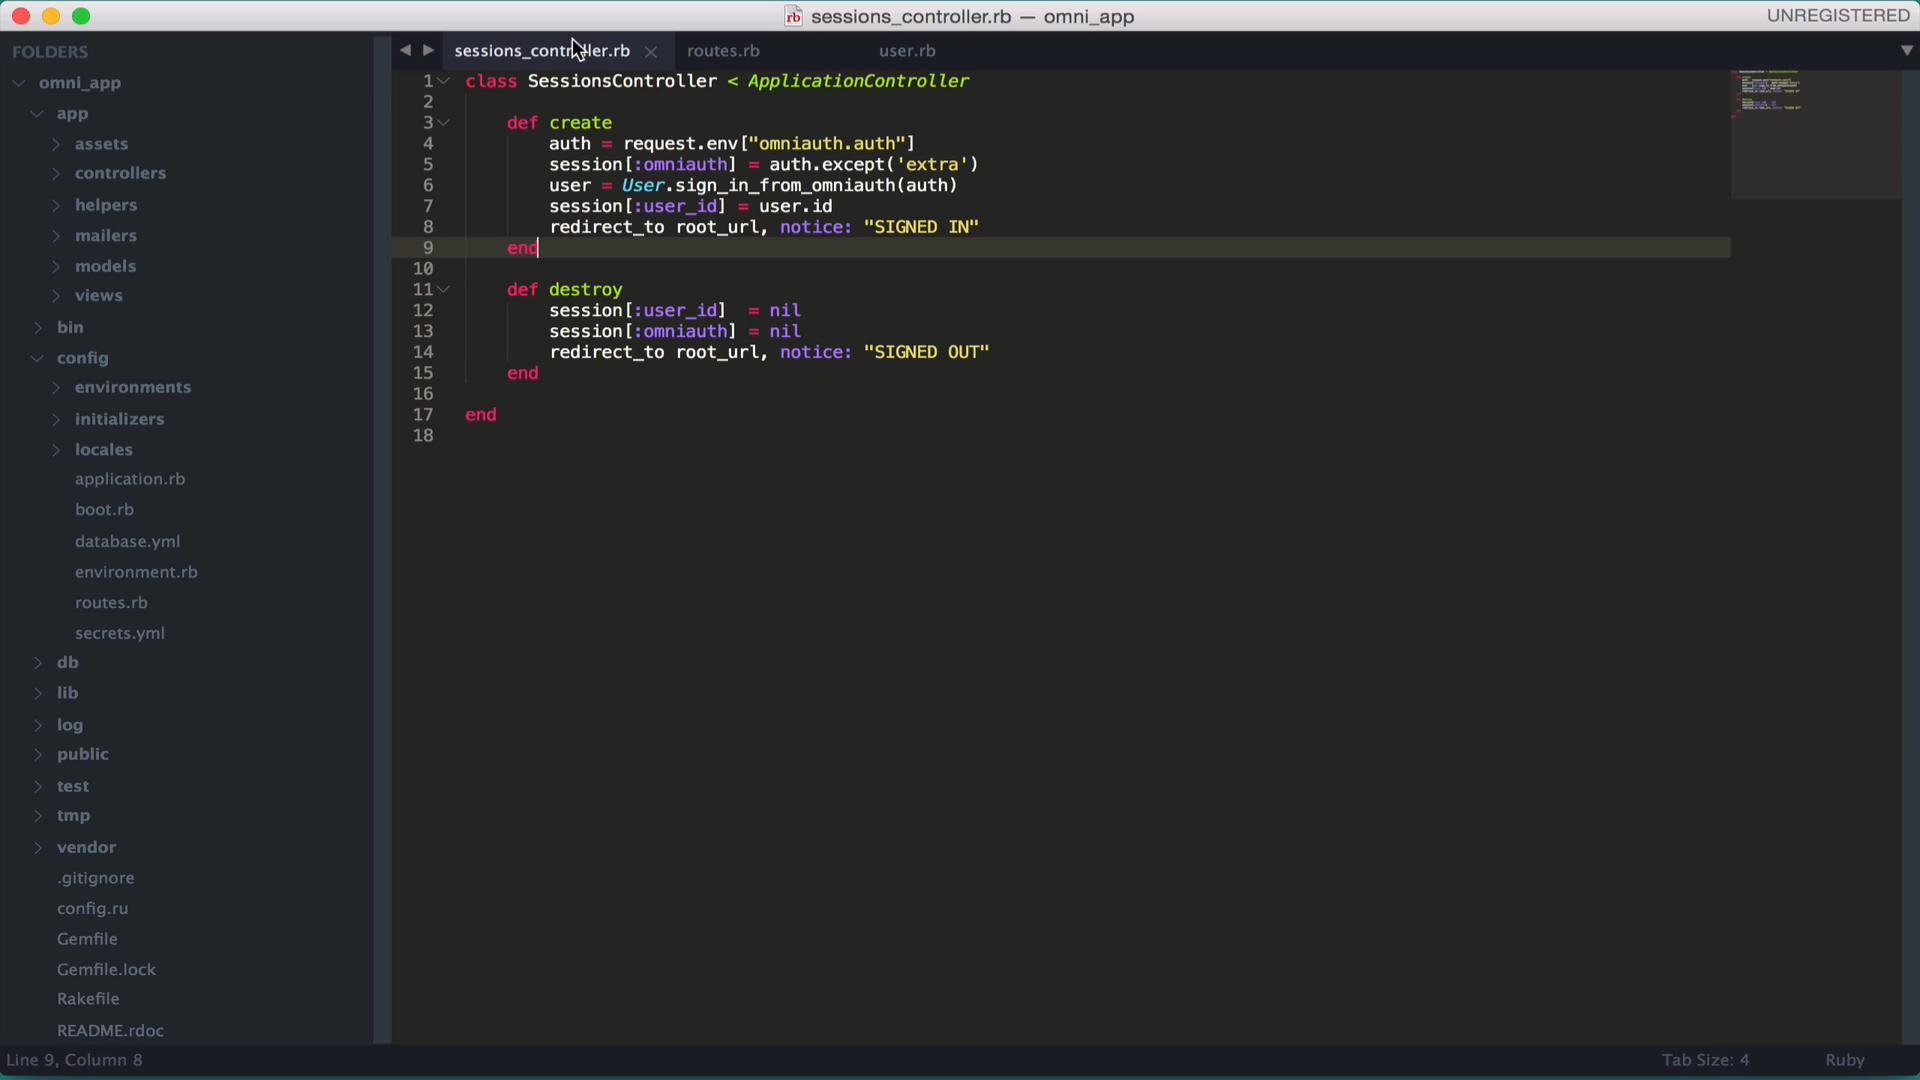 sessions_controller.rb — omni_app
UNREGISTERED
FOLDERS
omni_app
app
assets
controllers
helpers
mailers
models
views
bin
config
environments
initializers
locales
application.rb
boot.rb
database.yml
environment.rb
routes.rb
secrets.yml
db
lib
log
public
test
tmp
vendor
.gitignore
config.ru
Gemfile
Gemfile.lock
Rakefile
README.rdoc
sessions_controller.rb routes.rb user.rb
1 class SessionsController < ApplicationController
2
3 def create
4 auth = request.env["omniauth.auth"]
5 session[:omniauth] = auth.except('extra')
6 user = User.sign_in_from_omniauth(auth)
7 session[:user_id] = user.id
8 redirect_to root_url, notice: "SIGNED IN"
9 end
10
11 def destroy
12 session[:user_id]  = nil
13 session[:omniauth] = nil
14 redirect_to root_url, notice: "SIGNED OUT"
15 end
16
17 end
18
Line 9, Column 8
Tab Size: 4
Ruby